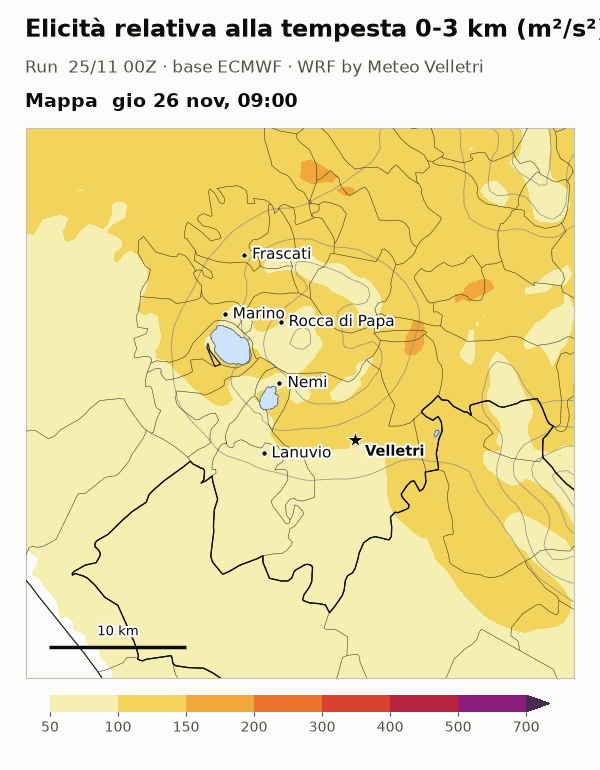 Elicità relativa alla tempesta 0-3 km (m²/s²)
Run 25/11 00Z · base ECMWF · WRF by Meteo Velletri
Mappa gio 26 nov, 09:00
Frascati
Marino
Rocca di Papa
Nemi
Velletri
Lanuvio
10 km
50 100 150 200 300 400 500 700